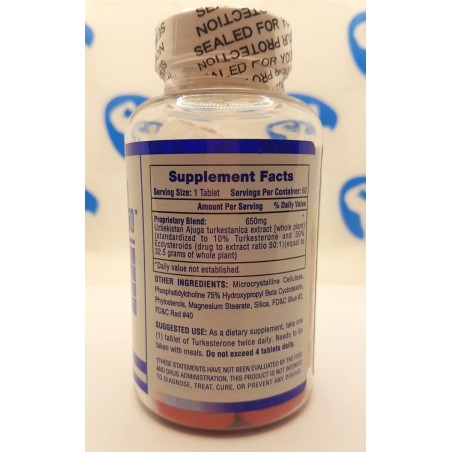 NOITON
SEALED FOR YOUR
PROTECTION
SEALED FOR YO
Supplement Facts
Serving Size: 1 Tablet Servings Per Container: 60
Amount Per Serving % Daily Value
Proprietary Blend: 650mg *
Uzbekistan Ajuga turkestanica extract [whole plant]
(standardized to 10% Turkesterone and 50%
Ecdysteroids (drug to extract ratio 50:1)(equal to
32.5 grams of whole plant)
*Daily value not established.
OTHER INGREDIENTS: Microcrystalline Cellulose,
Phosphatidylcholine 75% Hydroxypropyl Beta Cyclodextrin,
Phytosterols, Magnesium Stearate, Silica, FD&C Blue #2,
FD&C Red #40
SUGGESTED USE: As a dietary supplement, take one
(1) tablet of Turkesterone twice daily. Needs to be
taken with meals. Do not exceed 4 tablets daily.
†THESE STATEMENTS HAVE NOT BEEN EVALUATED BY THE FOOD
AND DRUG ADMINISTRATION. THIS PRODUCT IS NOT INTENDED
TO DIAGNOSE, TREAT, CURE, OR PREVENT ANY DISEASE.